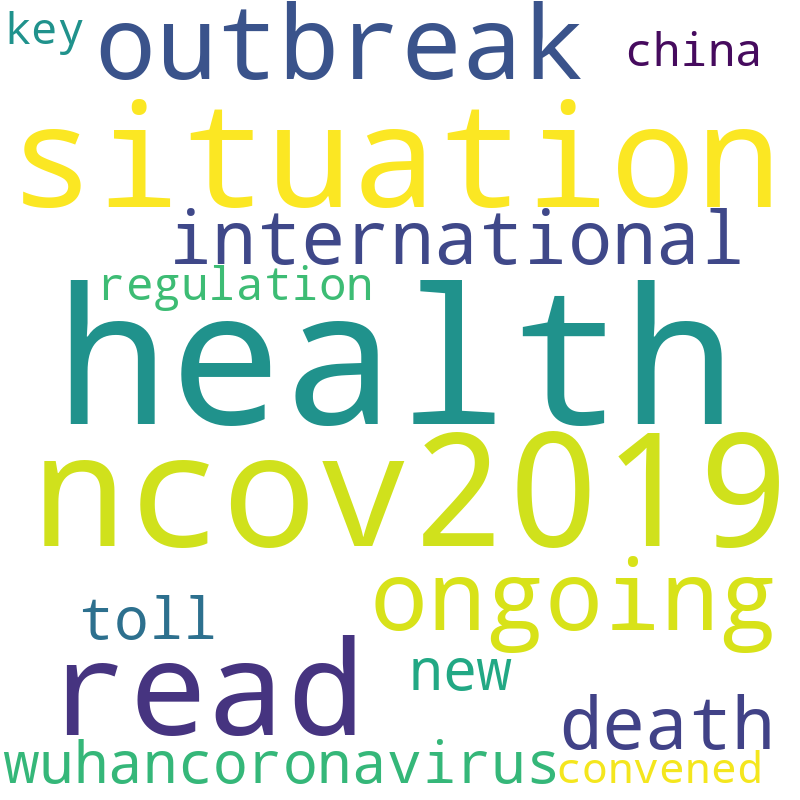 key outbreak china
situation
international
regulation
health
ncov2019
ongoing
toll
read new
death
wuhancoronavirus convened